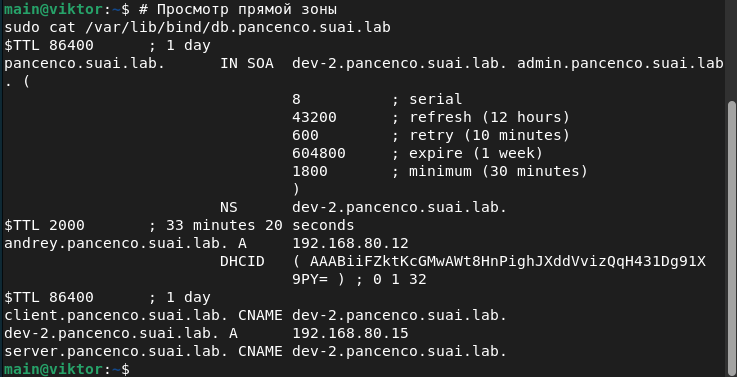 main@viktor:~$ # Просмотр прямой зоны
sudo cat /var/lib/bind/db.pancenco.suai.lab
$TTL 86400      ; 1 day
pancenco.suai.lab.      IN SOA  dev-2.pancenco.suai.lab. admin.pancenco.suai.lab
. (
                                8          ; serial
                                43200      ; refresh (12 hours)
                                600        ; retry (10 minutes)
                                604800     ; expire (1 week)
                                1800       ; minimum (30 minutes)
                                )
                        NS      dev-2.pancenco.suai.lab.
$TTL 2000       ; 33 minutes 20 seconds
andrey.pancenco.suai.lab. A     192.168.80.12
                        DHCID   ( AAABiiFZktKcGMwAWt8HnPighJXddVvizQqH431Dg91X
                                9PY= ) ; 0 1 32
$TTL 86400      ; 1 day
client.pancenco.suai.lab. CNAME dev-2.pancenco.suai.lab.
dev-2.pancenco.suai.lab. A      192.168.80.15
server.pancenco.suai.lab. CNAME dev-2.pancenco.suai.lab.
main@viktor:~$